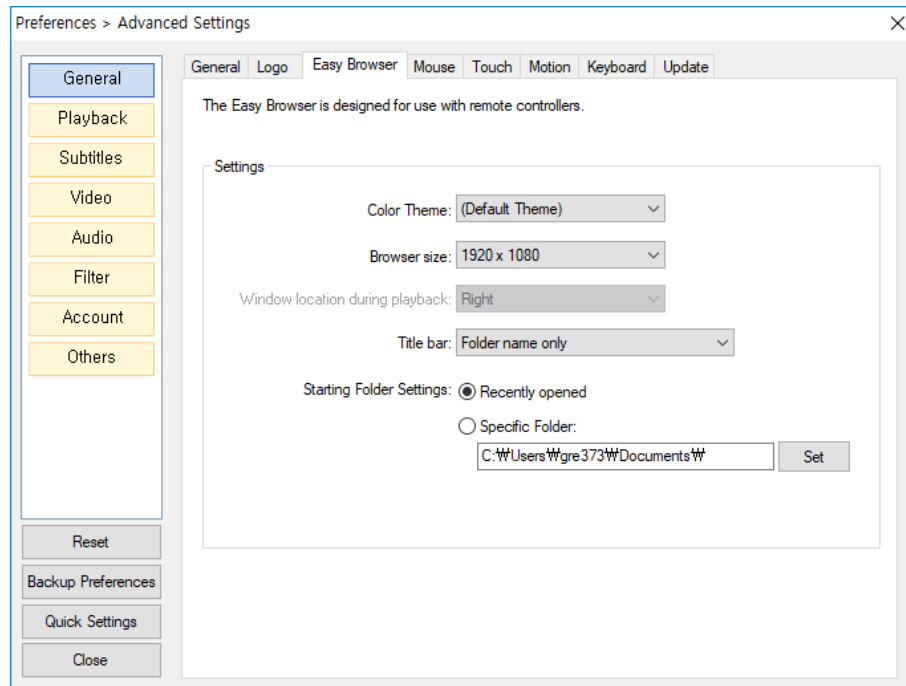 Preferences > Advanced Settings
General
Playback
Subtitles
Video
Audio
Filter
Account
Others
Reset
Backup Preferences
Quick Settings
Close
General Logo Easy Browser Mouse Touch Motion Keyboard Update
The Easy Browser is designed for use with remote controllers.
Settings
Color Theme: (Default Theme)
Browser size: 1920 x 1080
Window location during playback: Right
Title bar: Folder name only
Starting Folder Settings: Recently opened
Specific Folder:
C:₩Users₩gre373₩Documents₩ Set